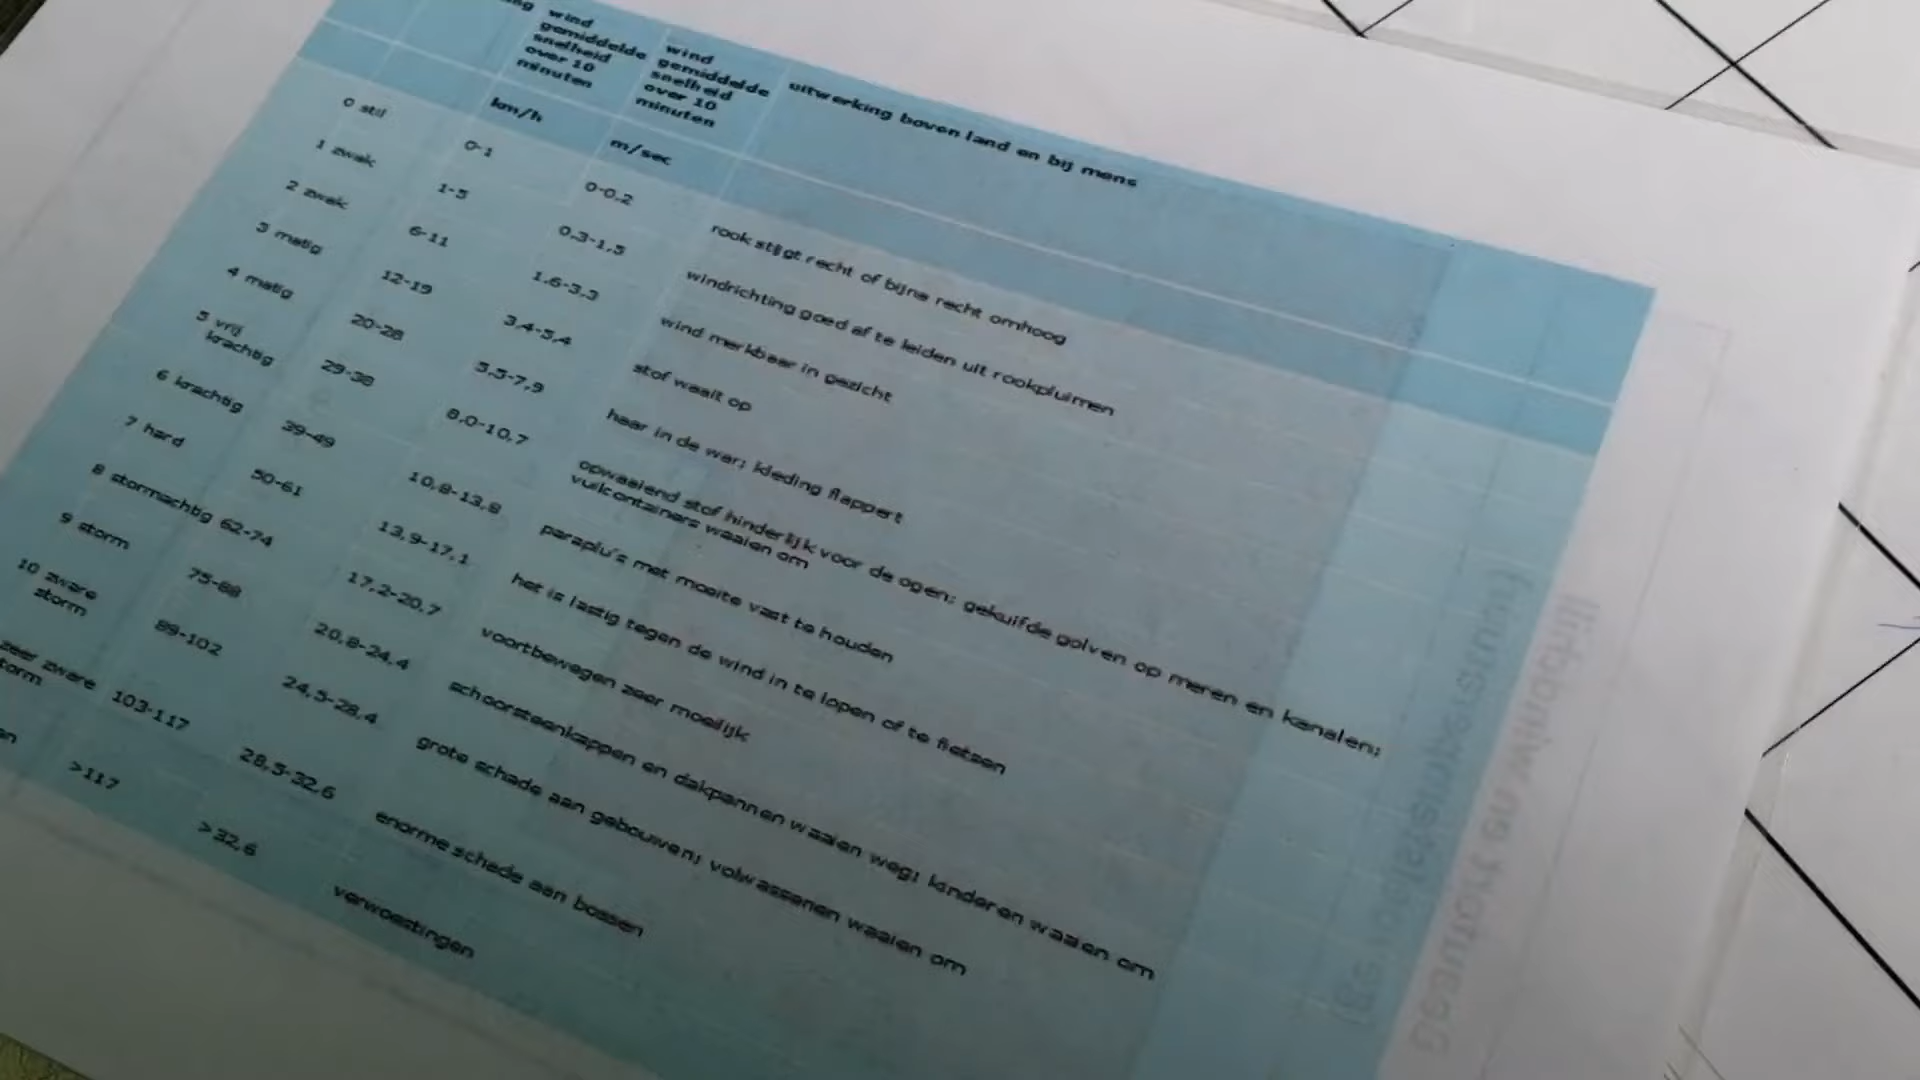 wind gemiddelde snelheid over 10 minuten
wind gemiddelde snelheid over 10 minuten
uitwerking boven land en bij mens
km/h
m/sec
0 stil 0-1 0-0,2 rook stijgt recht of bijna recht omhoog
1 zwak 1-5 0,3-1,5 windrichting goed af te leiden uit rookpluimen
2 zwak 6-11 1,6-3,3 wind merkbaar in gezicht
3 matig 12-19 3,4-5,4 stof waait op
4 matig 20-28 5,5-7,9 haar in de war; kleding flappert
5 vrij krachtig 29-38 8,0-10,7 opwaaiend stof hinderlijk voor de ogen; gekuifde golven op meren en kanalen;
vuilcontainers waaien om
6 krachtig 39-49 10,8-13,8 paraplu's met moeite vast te houden
7 hard 50-61 13,9-17,1 het is lastig tegen de wind in te lopen of te fietsen
8 stormachtig 62-74 17,2-20,7 voortbewegen zeer moeilijk
9 storm 75-88 20,8-24,4 schoorsteenkappen en dakpannen waaien weg; kinderen waaien om
10 zware storm 89-102 24,5-28,4 grote schade aan gebouwen; volwassenen waaien om
zeer zware 103-117 28,5-32,6 enorme schade aan bossen
>117 >32,6 verwoestingen